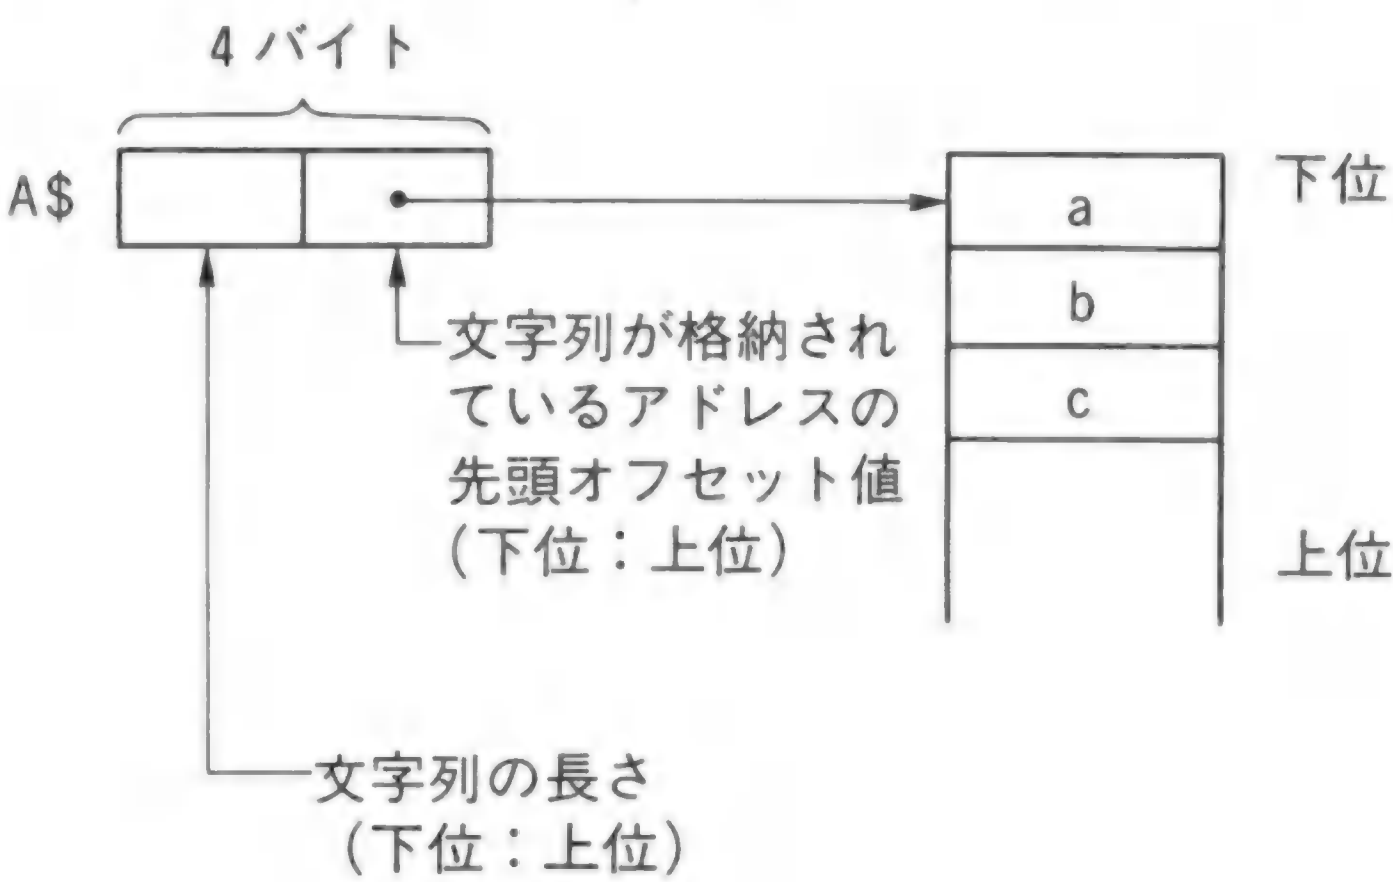 4 バイト
A$
a
下位
b
c
文字列が格納され
ているアドレスの
先頭オフセット値
(下位：上位)
上位
文字列の長さ
(下位：上位)